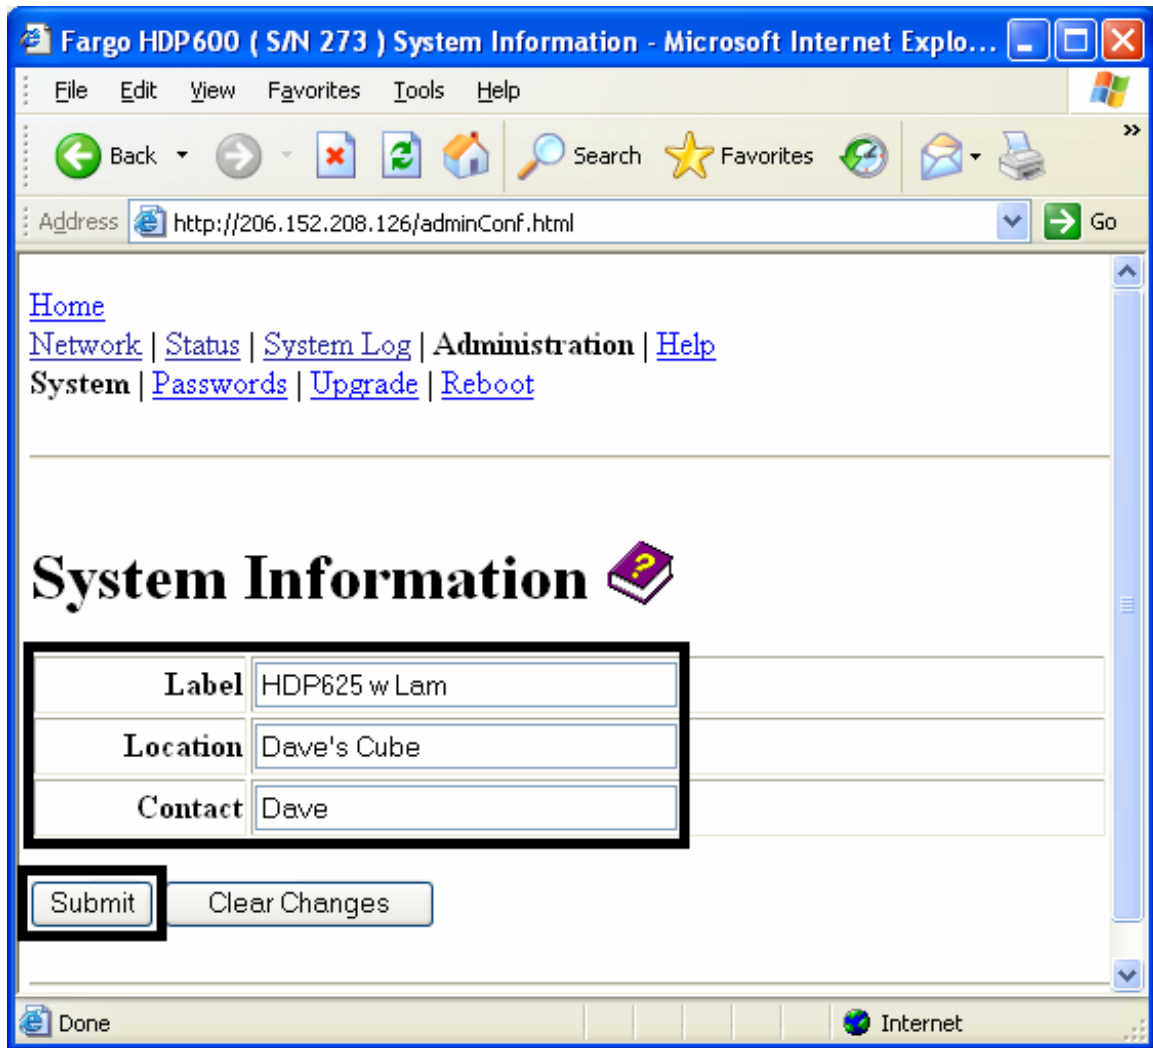 Fargo HDP600 ( S/N 273 ) System Information - Microsoft Internet Explo...
File Edit View Favorites Tools Help
Back Search Favorites »
Address http://206.152.208.126/adminConf.html Go
Home
Network | Status | System Log | Administration | Help
System | Passwords | Upgrade | Reboot
System Information ?
Label HDP625 w Lam
Location Dave's Cube
Contact Dave
Submit Clear Changes
Done Internet